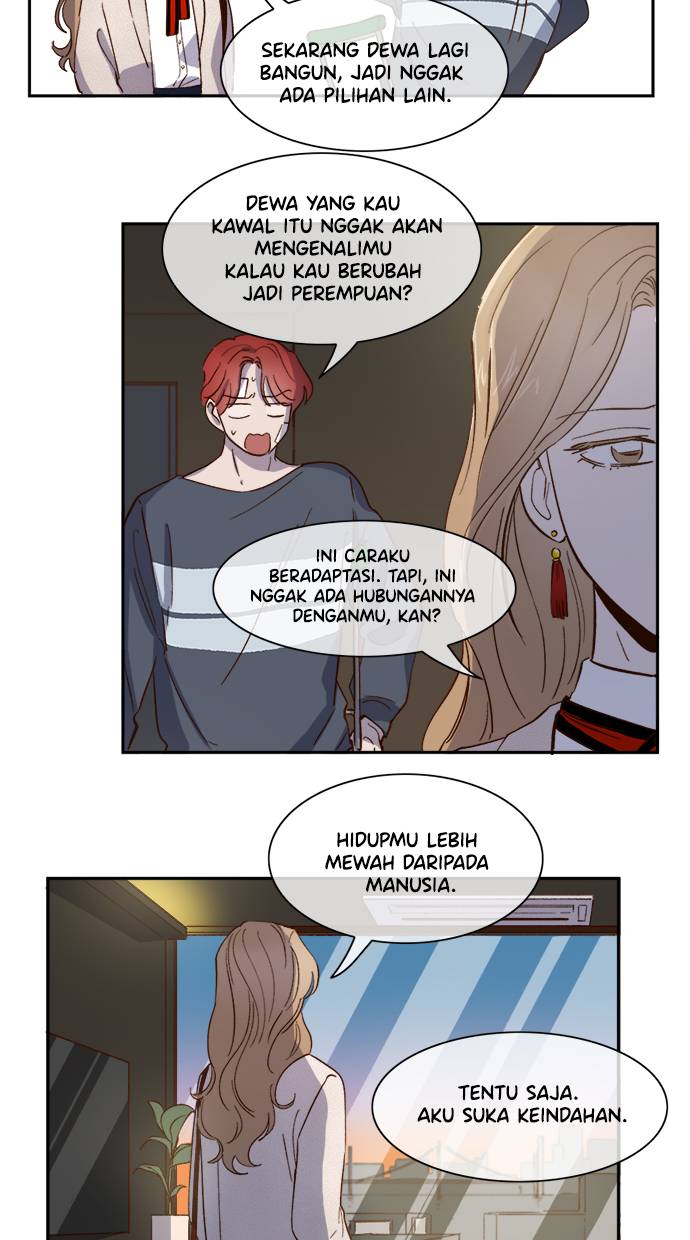 SEKARANG DEWA LAGI
BANGUN, JADI NGGAK
ADA PILIHAN LAIN.
DEWA YANG KAU
KAWAL ITU NGGAK AKAN
MENGENALIMU
KALAU KAU BERUBAH
JADI PEREMPUAN?
INI CARAKU
BERADAPTASI. TAPI, INI
NGGAK ADA HUBUNGANNYA
DENGANMU, KAN?
HIDUPMU LEBIH
MEWAH DARIPADA
MANUSIA.
TENTU SAJA.
AKU SUKA KEINDAHAN.